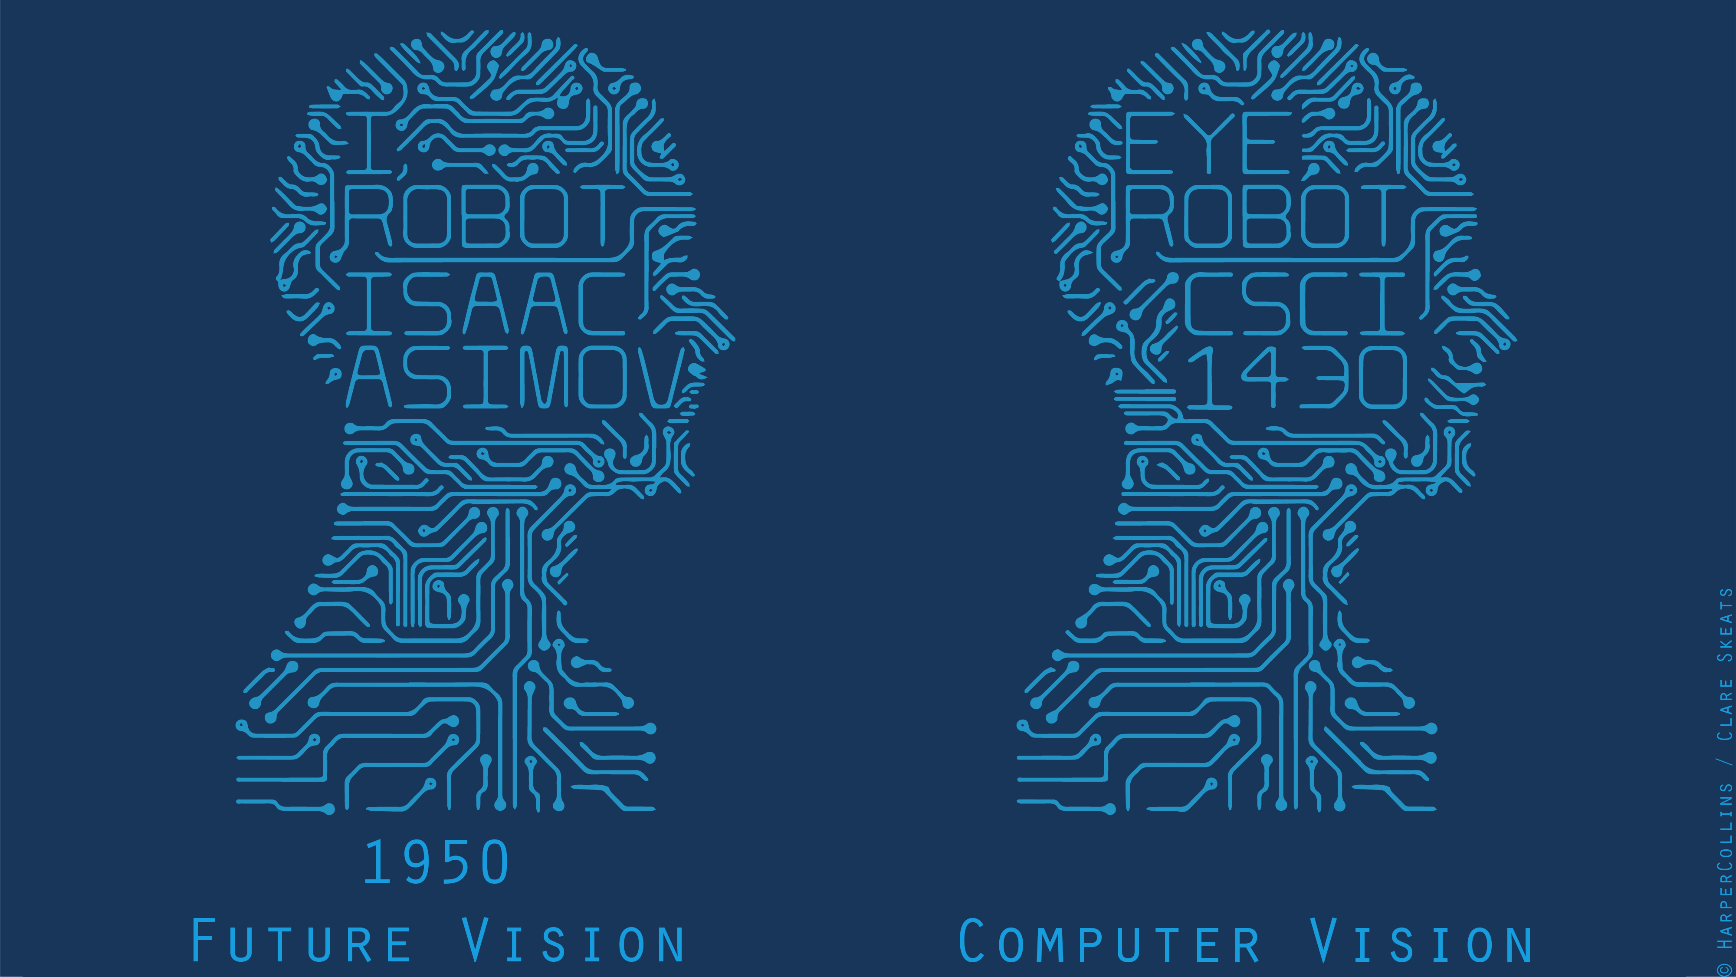 I,
ROBOT
ISAAC
ASIMOV
1950
FUTURE VISION
EYE
ROBOT
CSCI
1430
COMPUTER VISION
© HARPERCOLLINS / CLARE SKEATS